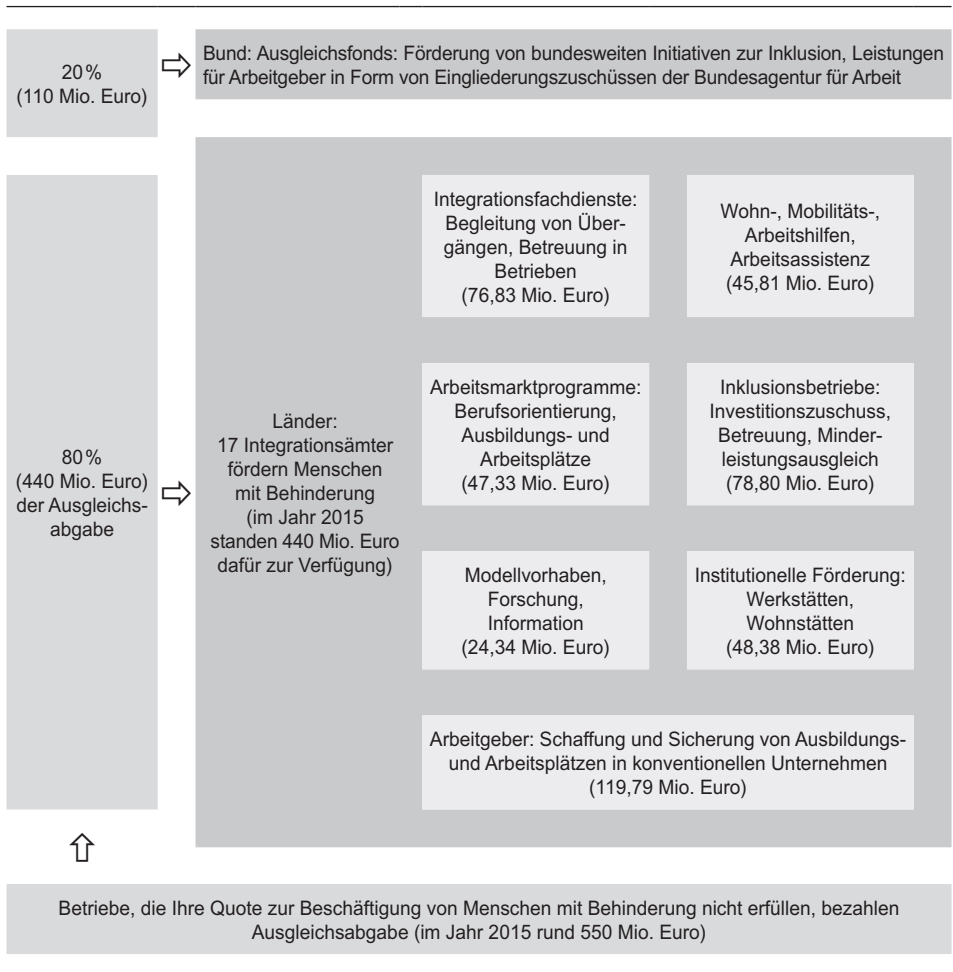 20 %
(110 Mio. Euro)
Bund: Ausgleichsfonds: Förderung von bundesweiten Initiativen zur Inklusion, Leistungen
für Arbeitgeber in Form von Eingliederungszuschüssen der Bundesagentur für Arbeit
80 %
(440 Mio. Euro)
der Ausgleichs-
abgabe
Länder:
17 Integrationsämter
fördern Menschen
mit Behinderung
(im Jahr 2015
standen 440 Mio. Euro
dafür zur Verfügung)
Integrationsfachdienste:
Begleitung von Über-
gängen, Betreuung in
Betrieben
(76,83 Mio. Euro)
Wohn-, Mobilitäts-,
Arbeitshilfen,
Arbeitsassistenz
(45,81 Mio. Euro)
Arbeitsmarktprogramme:
Berufsorientierung,
Ausbildungs- und
Arbeitsplätze
(47,33 Mio. Euro)
Inklusionsbetriebe:
Investitionszuschuss,
Betreuung, Minder-
leistungsausgleich
(78,80 Mio. Euro)
Modellvorhaben,
Forschung,
Information
(24,34 Mio. Euro)
Institutionelle Förderung:
Werkstätten,
Wohnstätten
(48,38 Mio. Euro)
Arbeitgeber: Schaffung und Sicherung von Ausbildungs-
und Arbeitsplätzen in konventionellen Unternehmen
(119,79 Mio. Euro)
Betriebe, die Ihre Quote zur Beschäftigung von Menschen mit Behinderung nicht erfüllen, bezahlen
Ausgleichsabgabe (im Jahr 2015 rund 550 Mio. Euro)